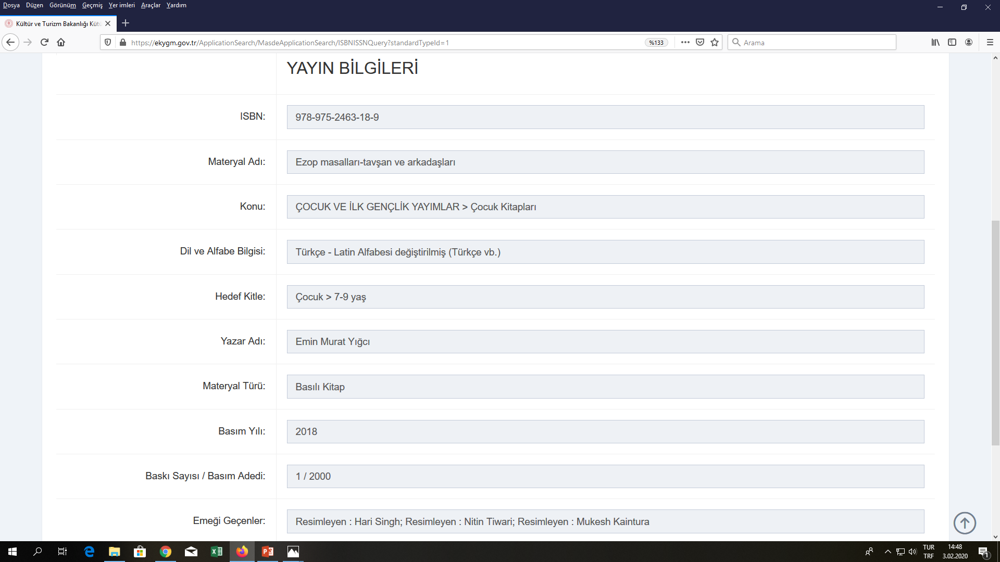 Dosya Düzen Görünüm Geçmiş Yer imleri Araçlar Yardım
Kültür ve Turizm Bakanlığı Kütü
https://ekygm.gov.tr/ApplicationSearch/MasdeApplicationSearch/ISBNISSNQuery?standardTypeId=1 %133 Arama
YAYIN BİLGİLERİ
ISBN: 978-975-2463-18-9
Materyal Adı: Ezop masalları-tavşan ve arkadaşları
Konu: ÇOCUK VE İLK GENÇLİK YAYIMLAR > Çocuk Kitapları
Dil ve Alfabe Bilgisi: Türkçe - Latin Alfabesi değiştirilmiş (Türkçe vb.)
Hedef Kitle: Çocuk > 7-9 yaş
Yazar Adı: Emin Murat Yığcı
Materyal Türü: Basılı Kitap
Basım Yılı: 2018
Baskı Sayısı / Basım Adedi: 1 / 2000
Emeği Geçenler: Resimleyen : Hari Singh; Resimleyen : Nitin Tiwari; Resimleyen : Mukesh Kaintura
TUR 14:48
TRF 3.02.2020 1